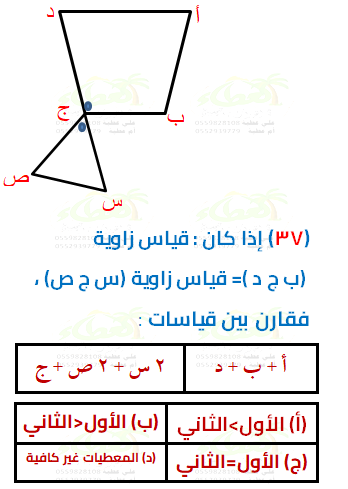 د
أ
ج
ب
ص
س
(٣٧) إذا كان : قياس زاوية
(ب ج د )= قياس زاوية (س ج ص) ،
فقارن بين قياسات :
أ + ب + د
٢ س + ٢ ص + ج
(أ) الأول>الثاني
(ب) الأول<الثاني
(ج) الأول=الثاني
(د) المعطيات غير كافية